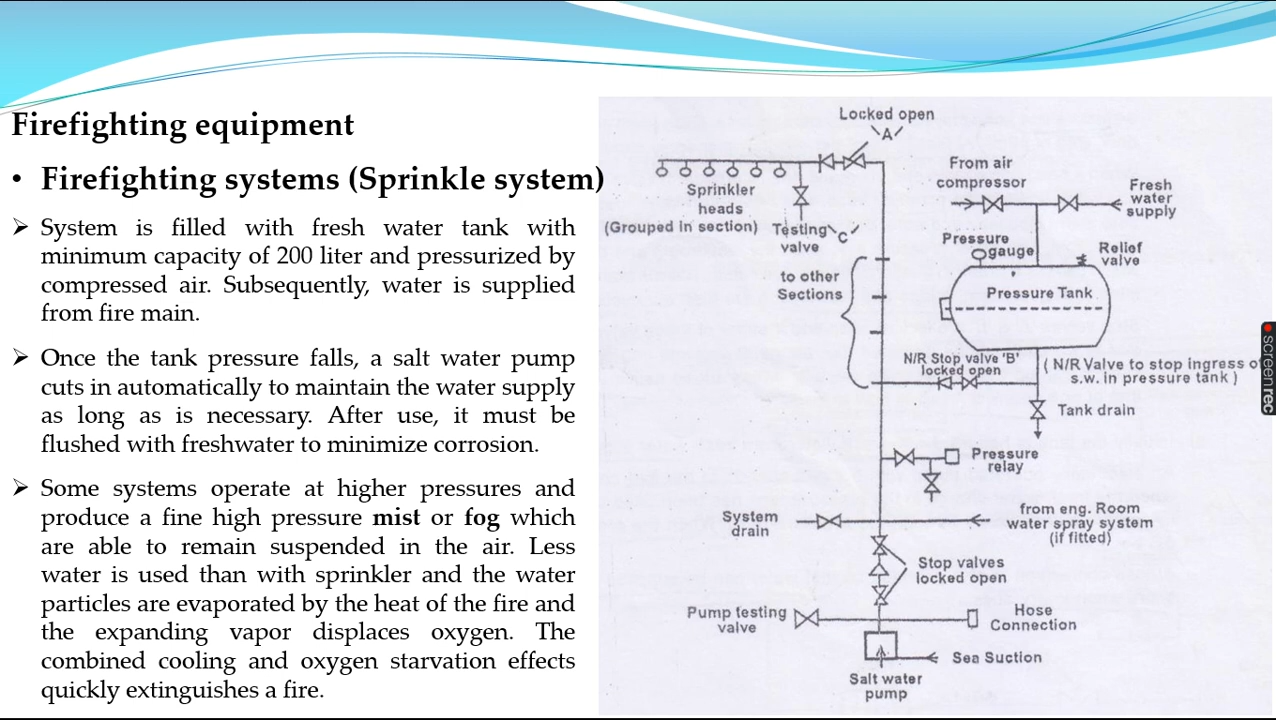 Firefighting equipment
• Firefighting systems (Sprinkle system)
➢ System is filled with fresh water tank with
minimum capacity of 200 liter and pressurized by
compressed air. Subsequently, water is supplied
from fire main.
➢ Once the tank pressure falls, a salt water pump
cuts in automatically to maintain the water supply
as long as is necessary. After use, it must be
flushed with freshwater to minimize corrosion.
➢ Some systems operate at higher pressures and
produce a fine high pressure mist or fog which
are able to remain suspended in the air. Less
water is used than with sprinkler and the water
particles are evaporated by the heat of the fire and
the expanding vapor displaces oxygen. The
combined cooling and oxygen starvation effects
quickly extinguishes a fire.
Locked open
'A'
Sprinkler
heads
(Grouped in section)
Testing 'C'
valve
to other
Sections
From air
compressor
Fresh
water
supply
Pressure
gauge
Relief
valve
Pressure Tank
N/R Stop valve 'B'
locked open
( N/R Valve to stop ingress of
s.w. in pressure tank )
Tank drain
Pressure
relay
System
drain
from eng. Room
water spray system
(if fitted)
Stop valves
locked open
Pump testing
valve
Hose
Connection
Sea Suction
Salt water
pump
screenrec